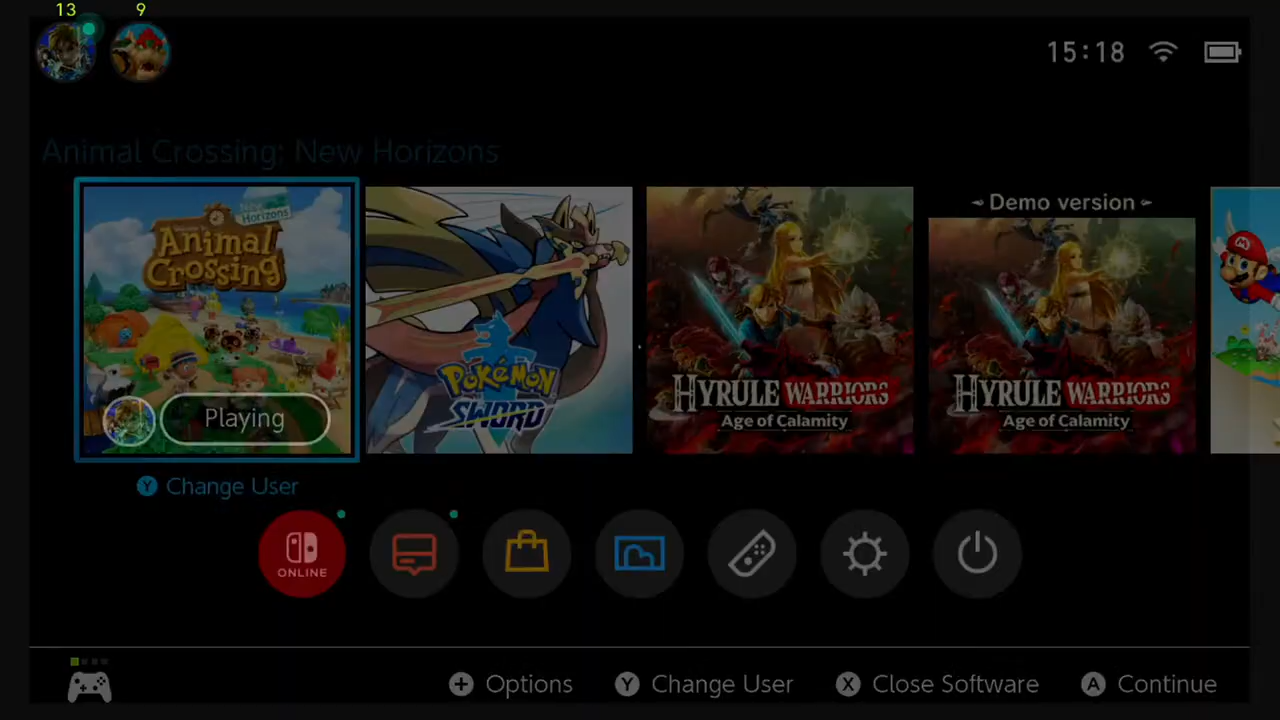 13 9
15:18
Animal Crossing: New Horizons
New Horizons
Animal Crossing
Playing
Pokémon
SWORD
HYRULE WARRIORS
Age of Calamity
Demo version
HYRULE WARRIORS
Age of Calamity
M
Y Change User
ONLINE
+ Options Y Change User X Close Software A Continue